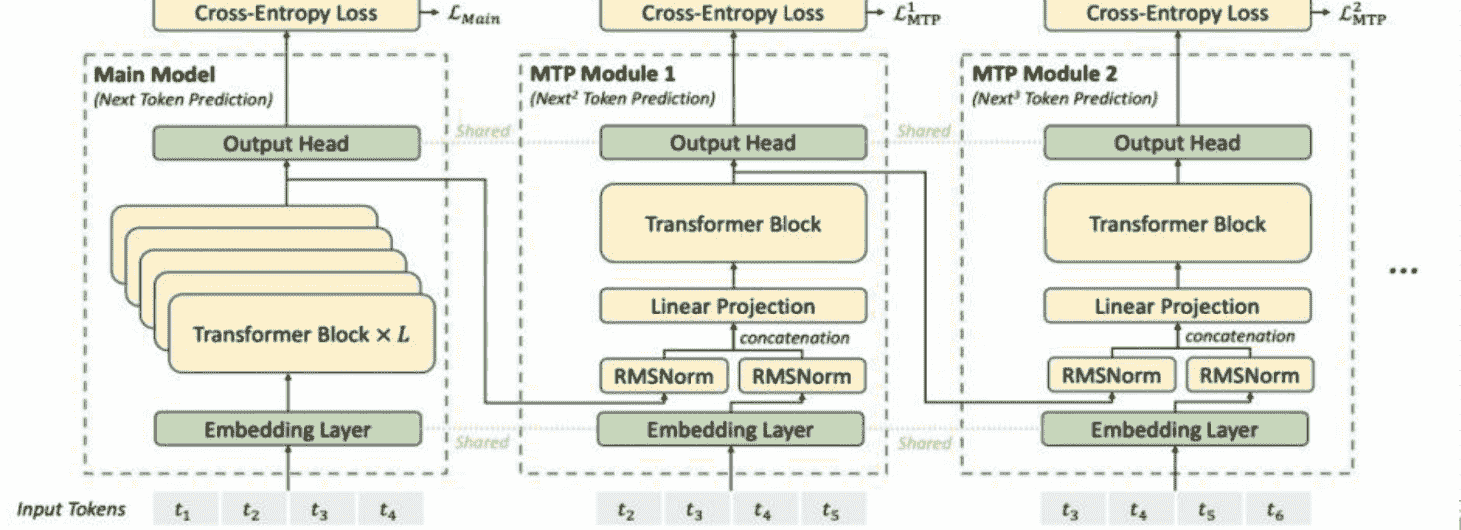 Cross-Entropy Loss ℒ_Main
Cross-Entropy Loss ℒ¹_MTP
Cross-Entropy Loss ℒ²_MTP
Main Model
(Next Token Prediction)
Output Head
Transformer Block × L
Embedding Layer
Shared
Shared
MTP Module 1
(Next² Token Prediction)
Output Head
Transformer Block
Linear Projection
concatenation
RMSNorm RMSNorm
Embedding Layer
Shared
Shared
MTP Module 2
(Next³ Token Prediction)
Output Head
Transformer Block
Linear Projection
concatenation
RMSNorm RMSNorm
Embedding Layer
...
Input Tokens t₁ t₂ t₃ t₄ t₂ t₃ t₄ t₅ t₃ t₄ t₅ t₆